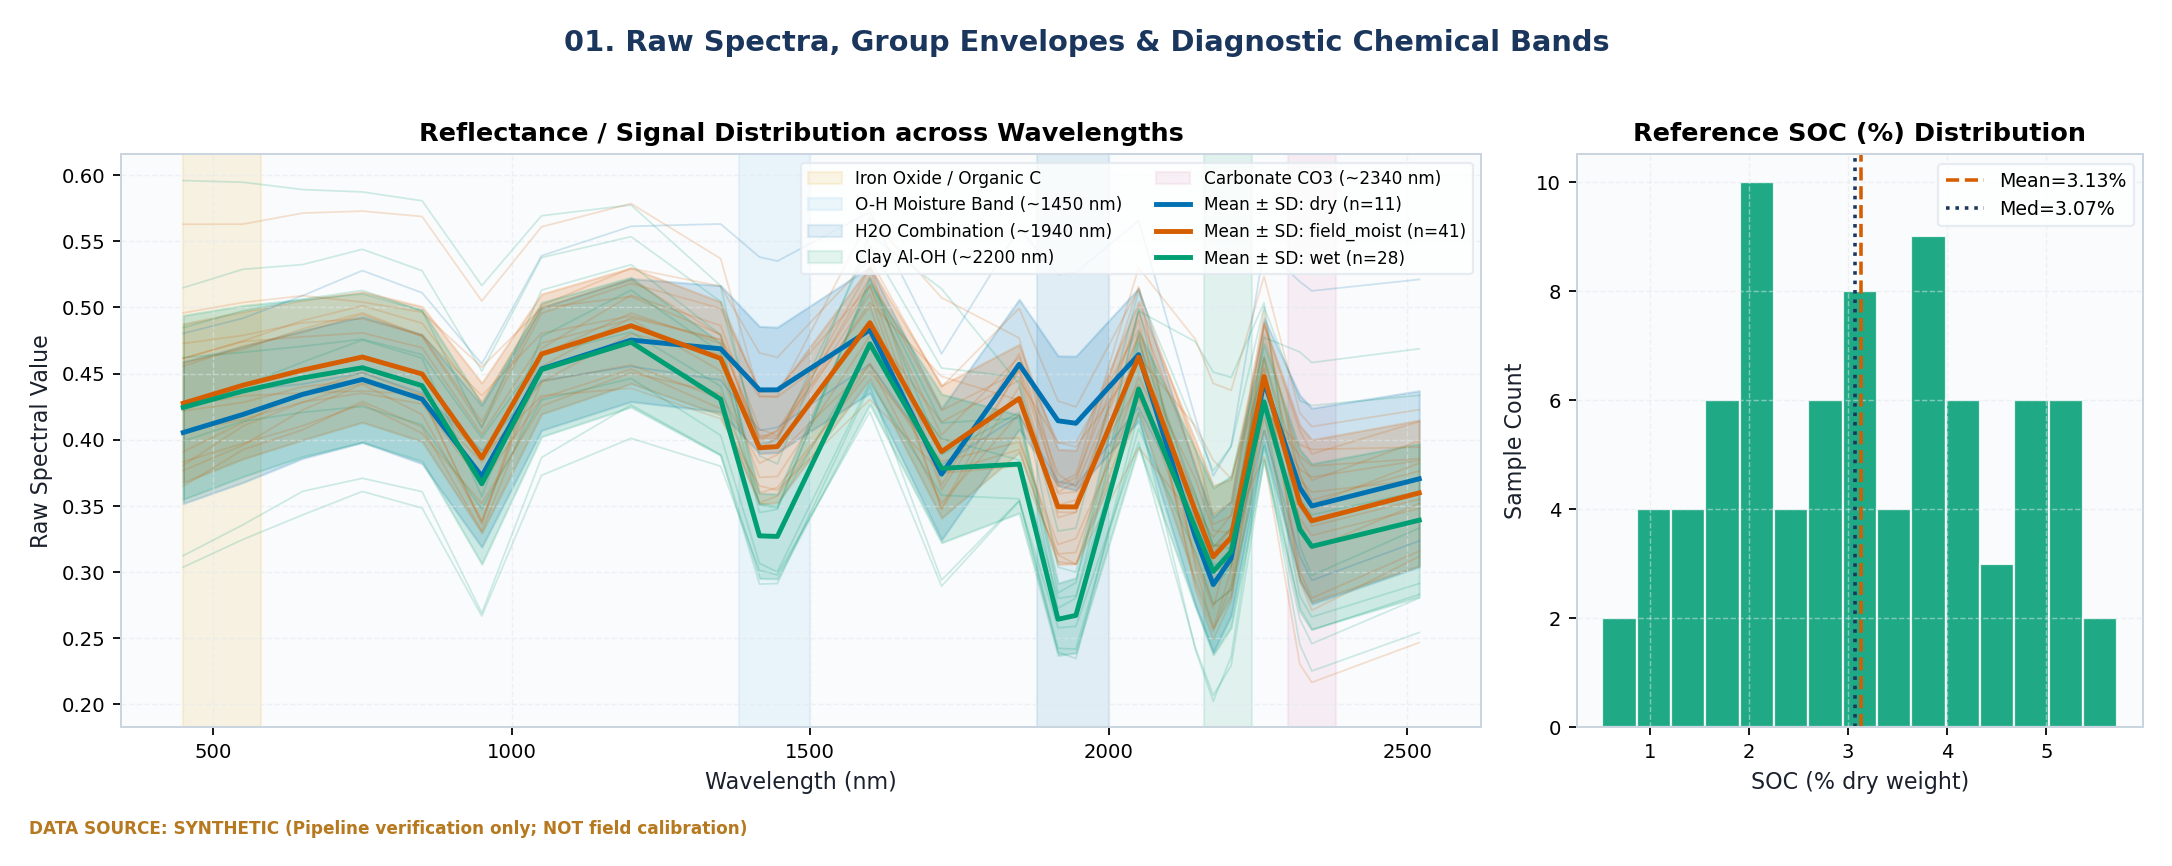 01. Raw Spectra, Group Envelopes & Diagnostic Chemical Bands
Reflectance / Signal Distribution across Wavelengths
Raw Spectral Value
0.60
0.55
0.50
0.45
0.40
0.35
0.30
0.25
0.20
Iron Oxide / Organic C
O-H Moisture Band (~1450 nm)
H2O Combination (~1940 nm)
Clay Al-OH (~2200 nm)
Carbonate CO3 (~2340 nm)
Mean ± SD: dry (n=11)
Mean ± SD: field_moist (n=41)
Mean ± SD: wet (n=28)
500
1000
1500
2000
2500
Wavelength (nm)
Reference SOC (%) Distribution
Sample Count
10
8
6
4
2
0
Mean=3.13%
Med=3.07%
1
2
3
4
5
SOC (% dry weight)
DATA SOURCE: SYNTHETIC (Pipeline verification only; NOT field calibration)